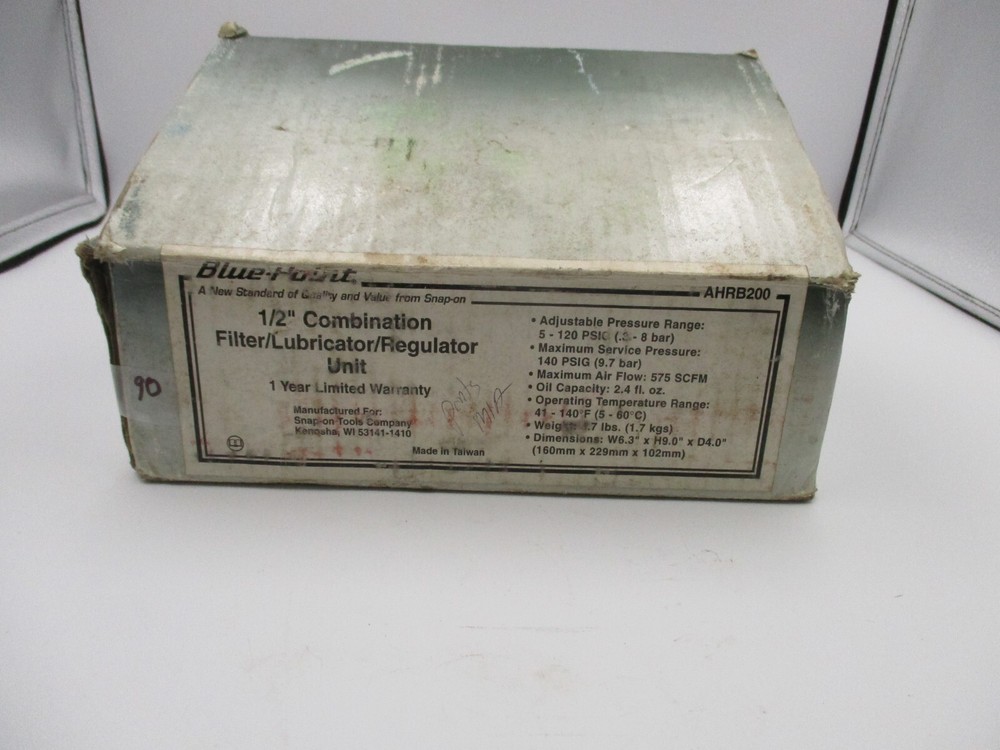 Blue-Point
A New Standard of Quality and Value from Snap-on
AHRB200
1/2" Combination
Filter/Lubricator/Regulator
Unit
1 Year Limited Warranty
Manufactured For:
Snap-on Tools Company
Kenosha, WI 53141-1410
Made in Taiwan
• Adjustable Pressure Range:
5 - 120 PSIG (.3 - 8 bar)
• Maximum Service Pressure:
140 PSIG (9.7 bar)
• Maximum Air Flow: 575 SCFM
• Oil Capacity: 2.4 fl. oz.
• Operating Temperature Range:
41 - 140°F (5 - 60°C)
• Weight: lbs. (1.7 kgs)
• Dimensions: W6.3" x H9.0" x D4.0"
(160mm x 229mm x 102mm)
90